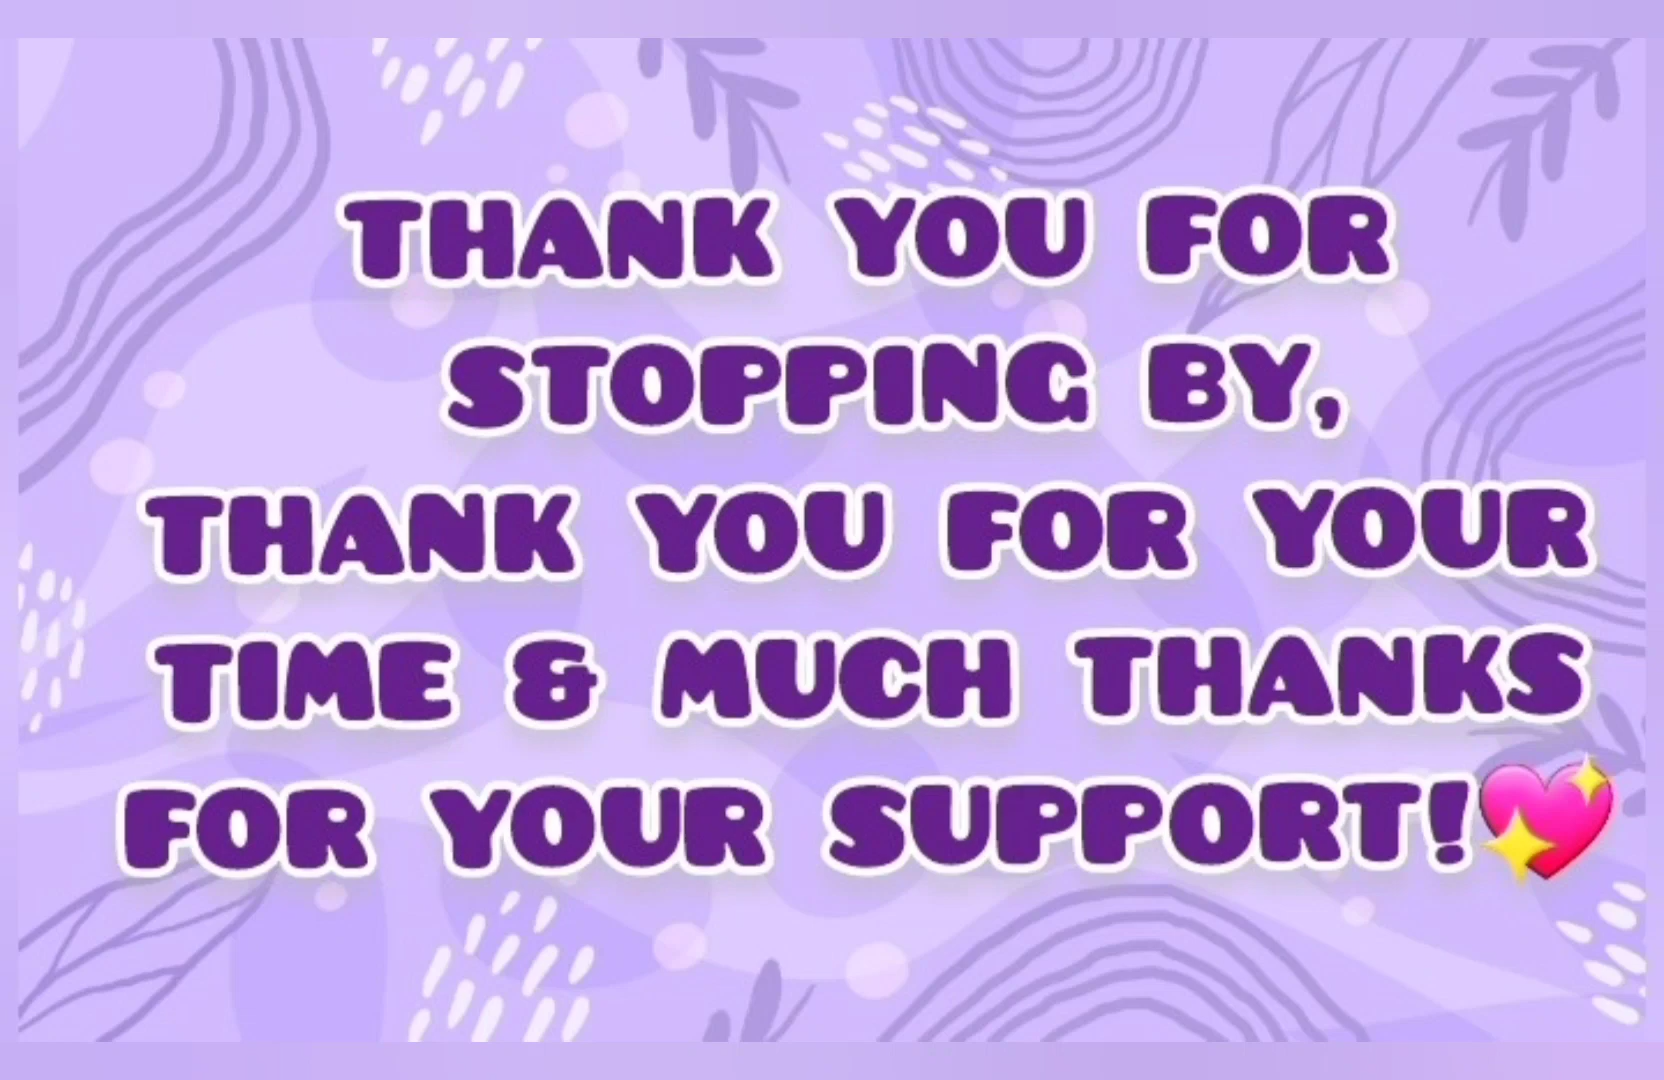 THANK YOU FOR
STOPPING BY,
THANK YOU FOR YOUR
TIME & MUCH THANKS
FOR YOUR SUPPORT!💖